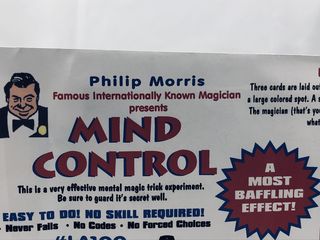 Philip Morris
Famous Internationally Known Magician
presents
MIND
CONTROL
This is a very effective mental magic trick experiment.
Be sure to guard it's secret well.
EASY TO DO! NO SKILL REQUIRED!
Never Fails • No Codes • No Forced Choices
Three cards are laid out
a large colored spot. A s
The magician (that's yo
what
A
MOST
BAFFLING
EFFECT!